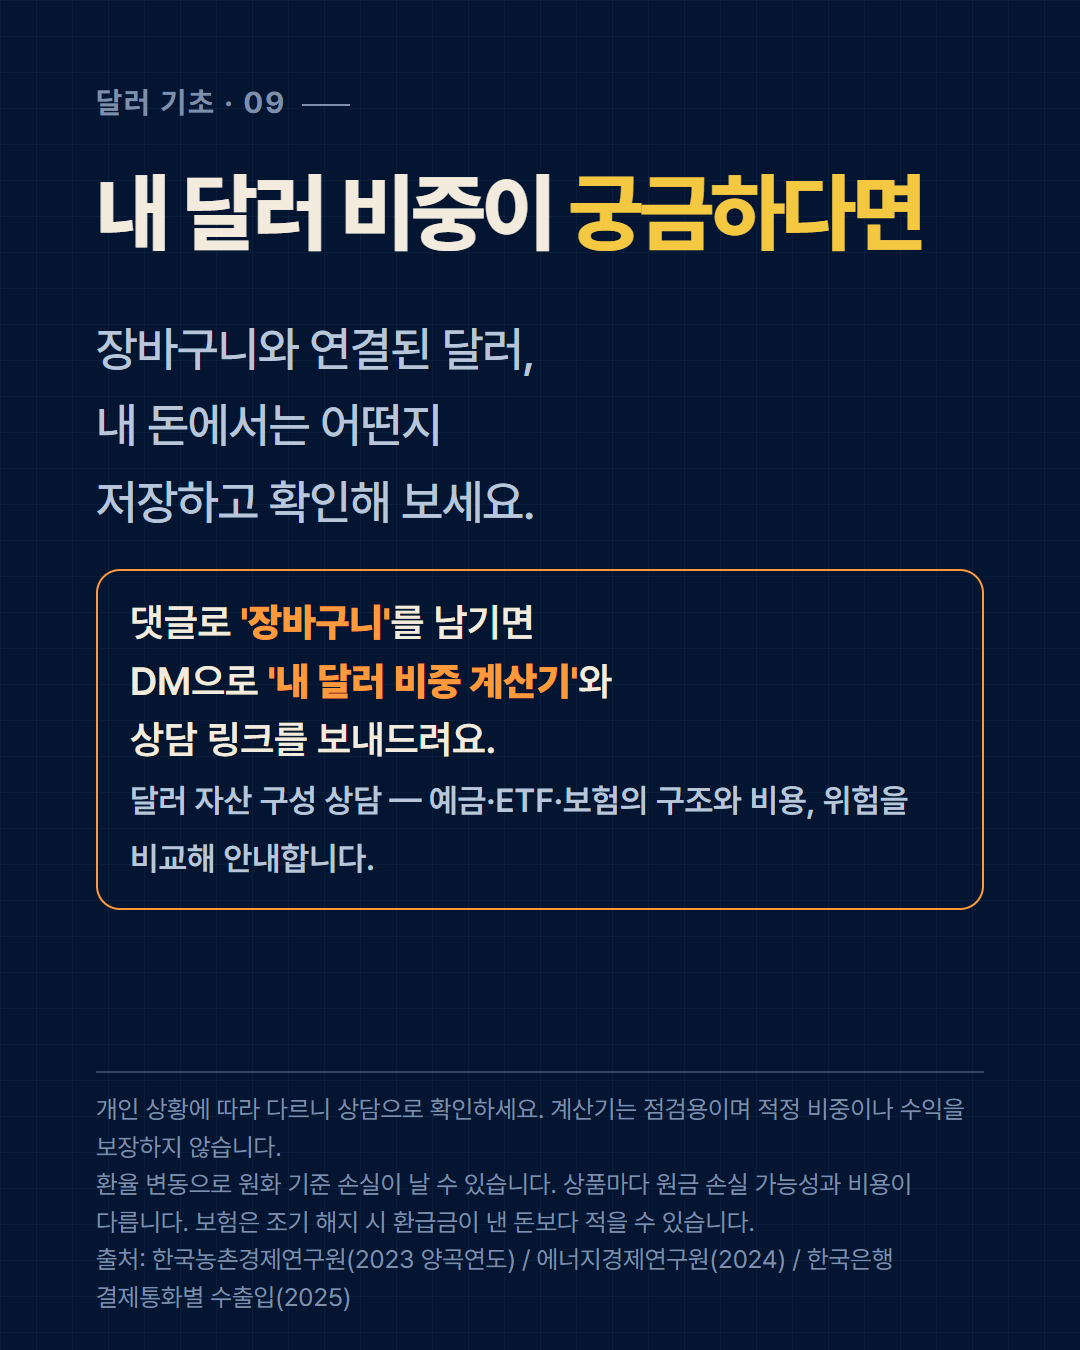 달러 기초 · 09
내 달러 비중이 궁금하다면
장바구니와 연결된 달러,
내 돈에서는 어떤지
저장하고 확인해 보세요.
댓글로 '장바구니'를 남기면
DM으로 '내 달러 비중 계산기'와
상담 링크를 보내드려요.
달러 자산 구성 상담 — 예금·ETF·보험의 구조와 비용, 위험을
비교해 안내합니다.
개인 상황에 따라 다르니 상담으로 확인하세요. 계산기는 점검용이며 적정 비중이나 수익을
보장하지 않습니다.
환율 변동으로 원화 기준 손실이 날 수 있습니다. 상품마다 원금 손실 가능성과 비용이
다릅니다. 보험은 조기 해지 시 환급금이 낸 돈보다 적을 수 있습니다.
출처: 한국농촌경제연구원(2023 양곡연도) / 에너지경제연구원(2024) / 한국은행
결제통화별 수출입(2025)